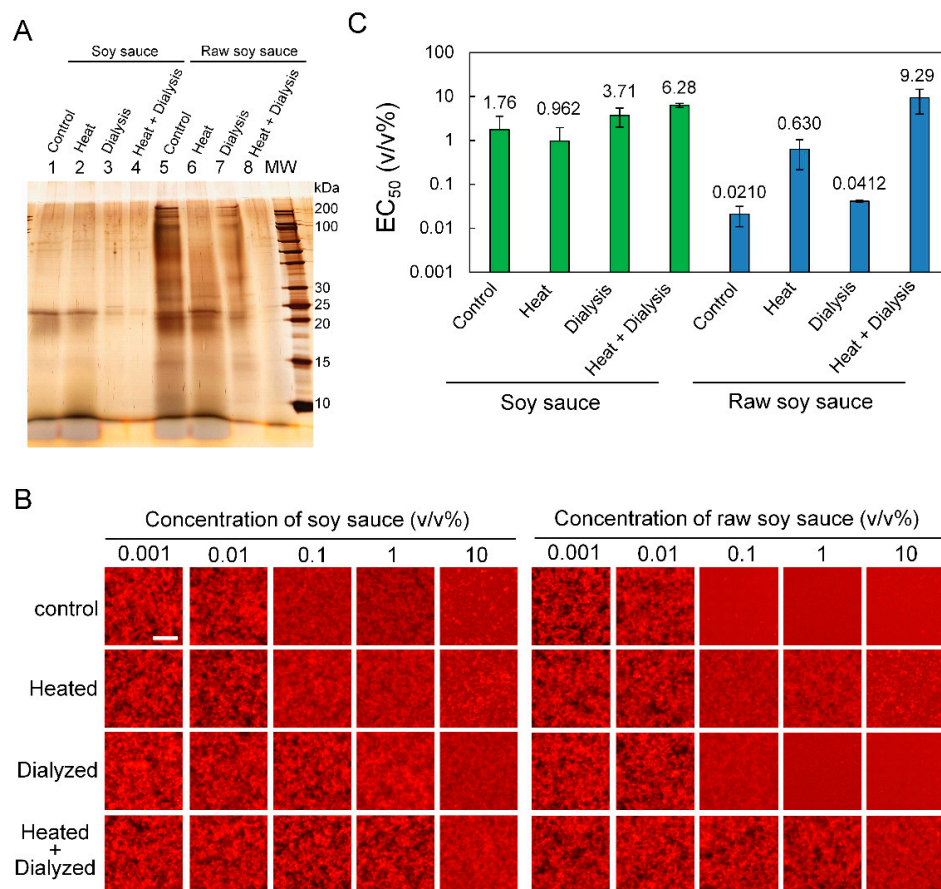 A
Soy sauce
Raw soy sauce
Control
Heat
Dialysis
Heat + Dialysis
Control
Heat
Dialysis
Heat + Dialysis
1 2 3 4 5 6 7 8 MW
kDa
200
100
30
25
20
15
10
C
EC50 (v/v%)
100
10
1
0.1
0.01
0.001
1.76
0.962
3.71
6.28
0.0210
0.630
0.0412
9.29
Control
Heat
Dialysis
Heat + Dialysis
Control
Heat
Dialysis
Heat + Dialysis
Soy sauce
Raw soy sauce
B
Concentration of soy sauce (v/v%)
Concentration of raw soy sauce (v/v%)
0.001 0.01 0.1 1 10
0.001 0.01 0.1 1 10
control
Heated
Dialyzed
Heated
+
Dialyzed